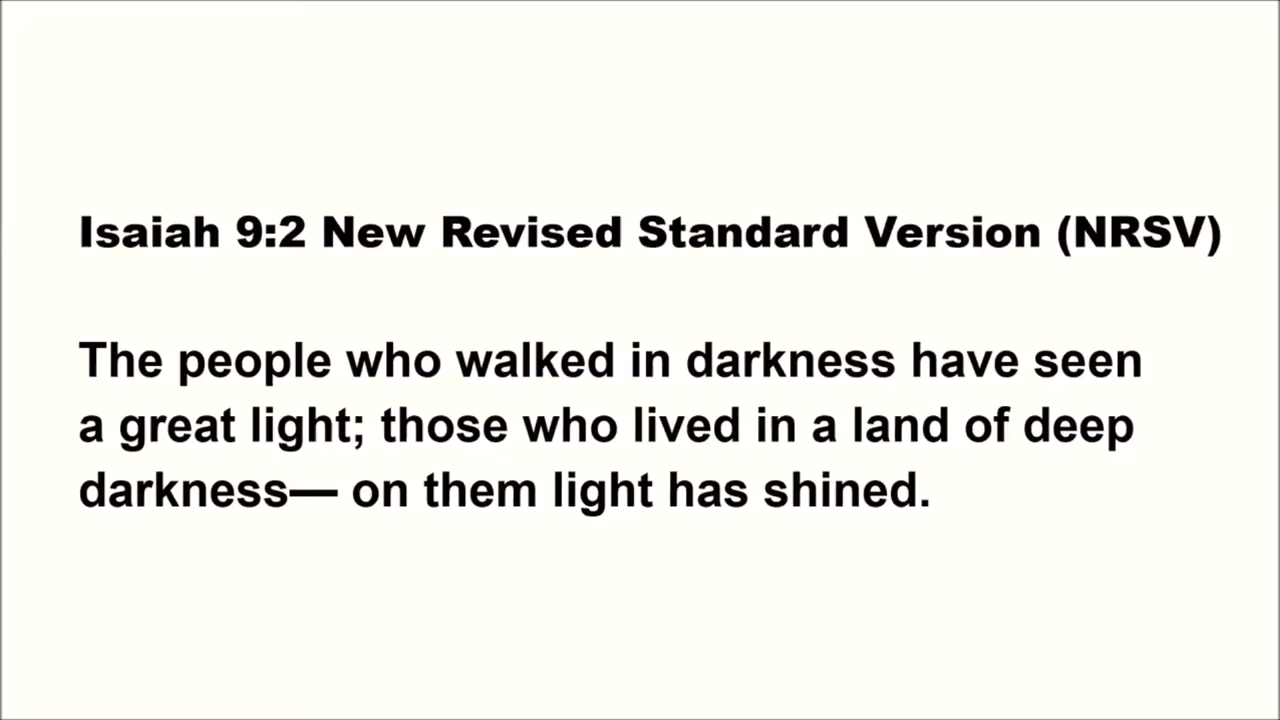 Isaiah 9:2 New Revised Standard Version (NRSV)
The people who walked in darkness have seen
a great light; those who lived in a land of deep
darkness— on them light has shined.